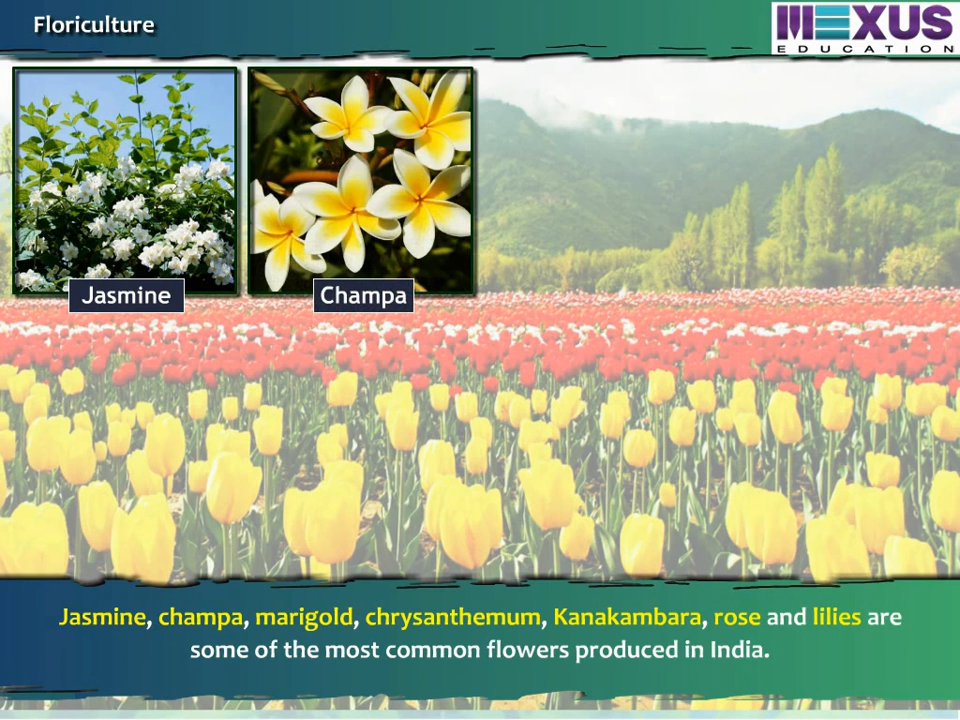 Floriculture
MEXUS
EDUCATION
Jasmine
Champa
Jasmine, champa, marigold, chrysanthemum, Kanakambara, rose and lilies are
some of the most common flowers produced in India.